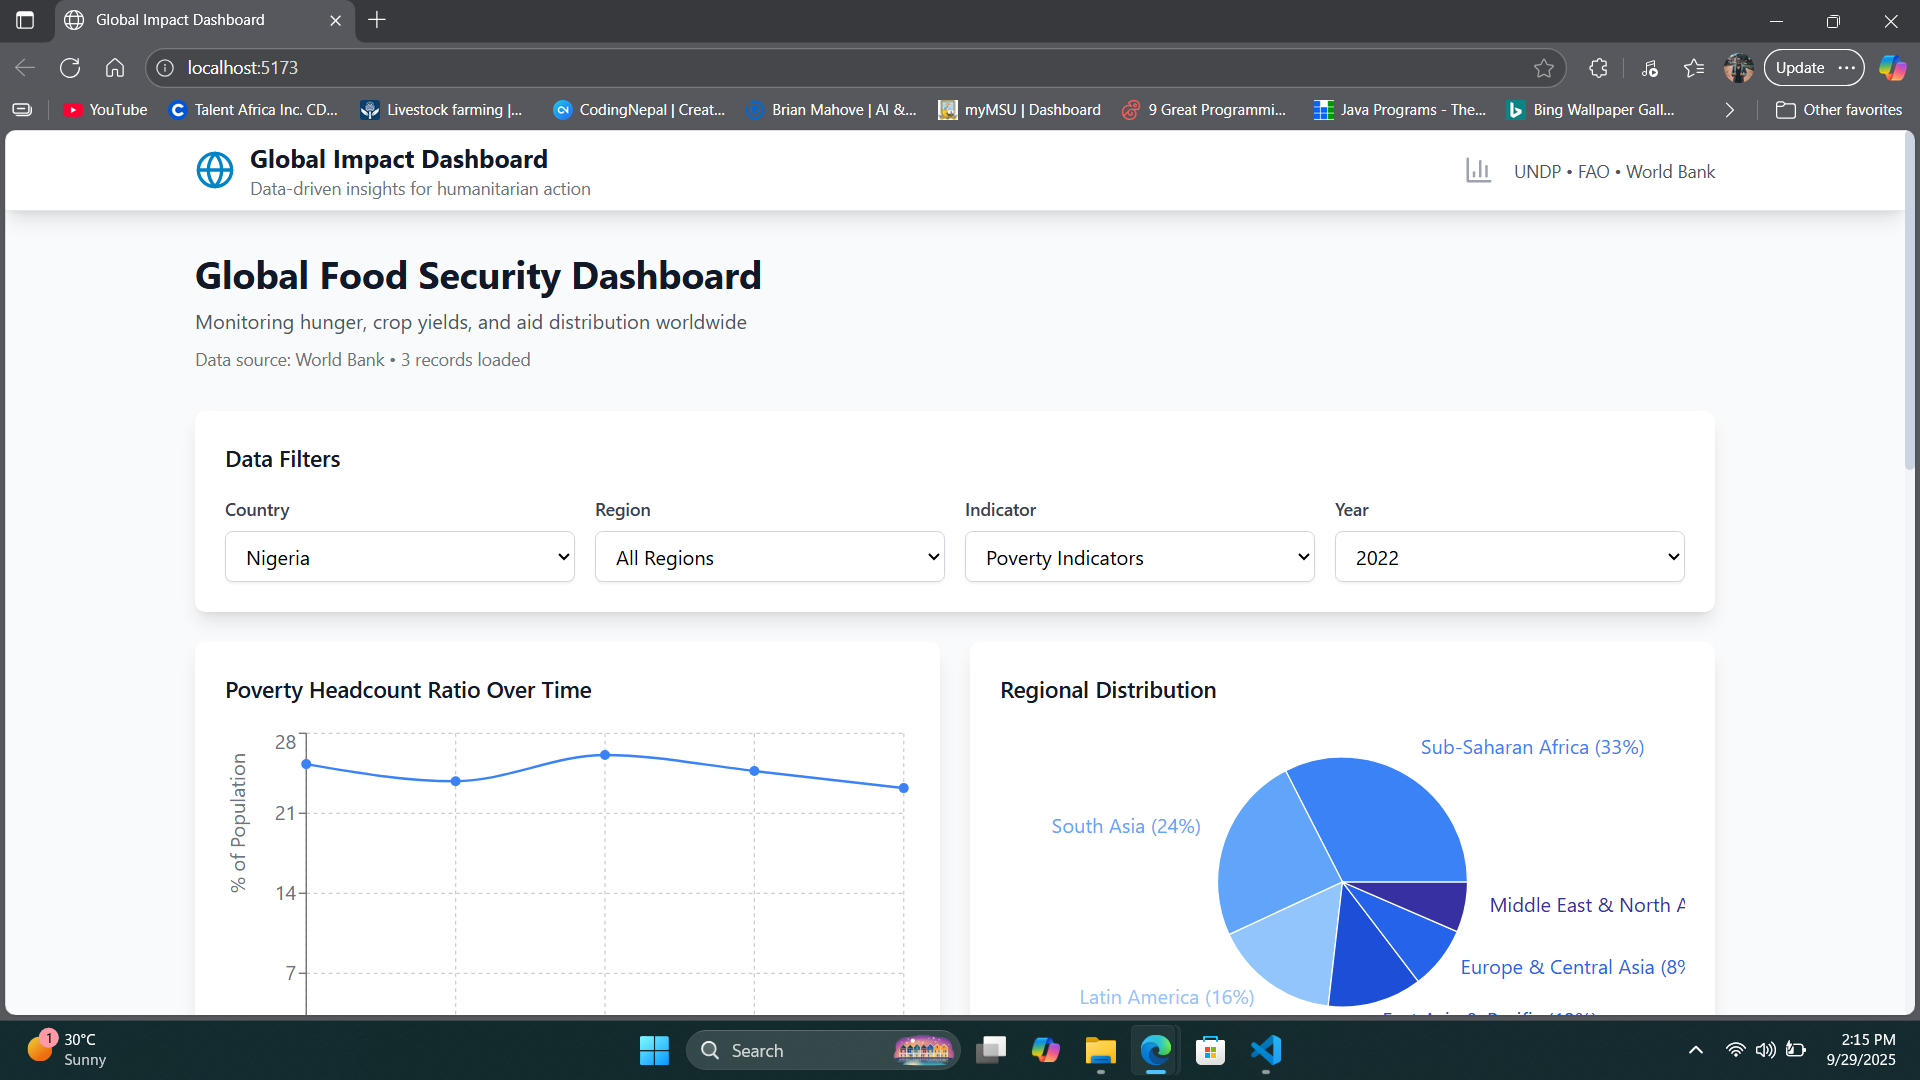 Global Impact Dashboard
localhost:5173
Update
YouTube
Talent Africa Inc. CD...
Livestock farming |...
CodingNepal | Creat...
Brian Mahove | AI &...
myMSU | Dashboard
9 Great Programmi...
Java Programs - The...
Bing Wallpaper Gall...
Other favorites
Global Impact Dashboard
Data-driven insights for humanitarian action
UNDP • FAO • World Bank
Global Food Security Dashboard
Monitoring hunger, crop yields, and aid distribution worldwide
Data source: World Bank • 3 records loaded
Data Filters
Country
Region
Indicator
Year
Nigeria
All Regions
Poverty Indicators
2022
Poverty Headcount Ratio Over Time
% of Population
28
21
14
7
Regional Distribution
Sub-Saharan Africa (33%)
South Asia (24%)
Middle East & North A
Europe & Central Asia (8%
Latin America (16%)
1
30°C
Sunny
Search
2:15 PM
9/29/2025